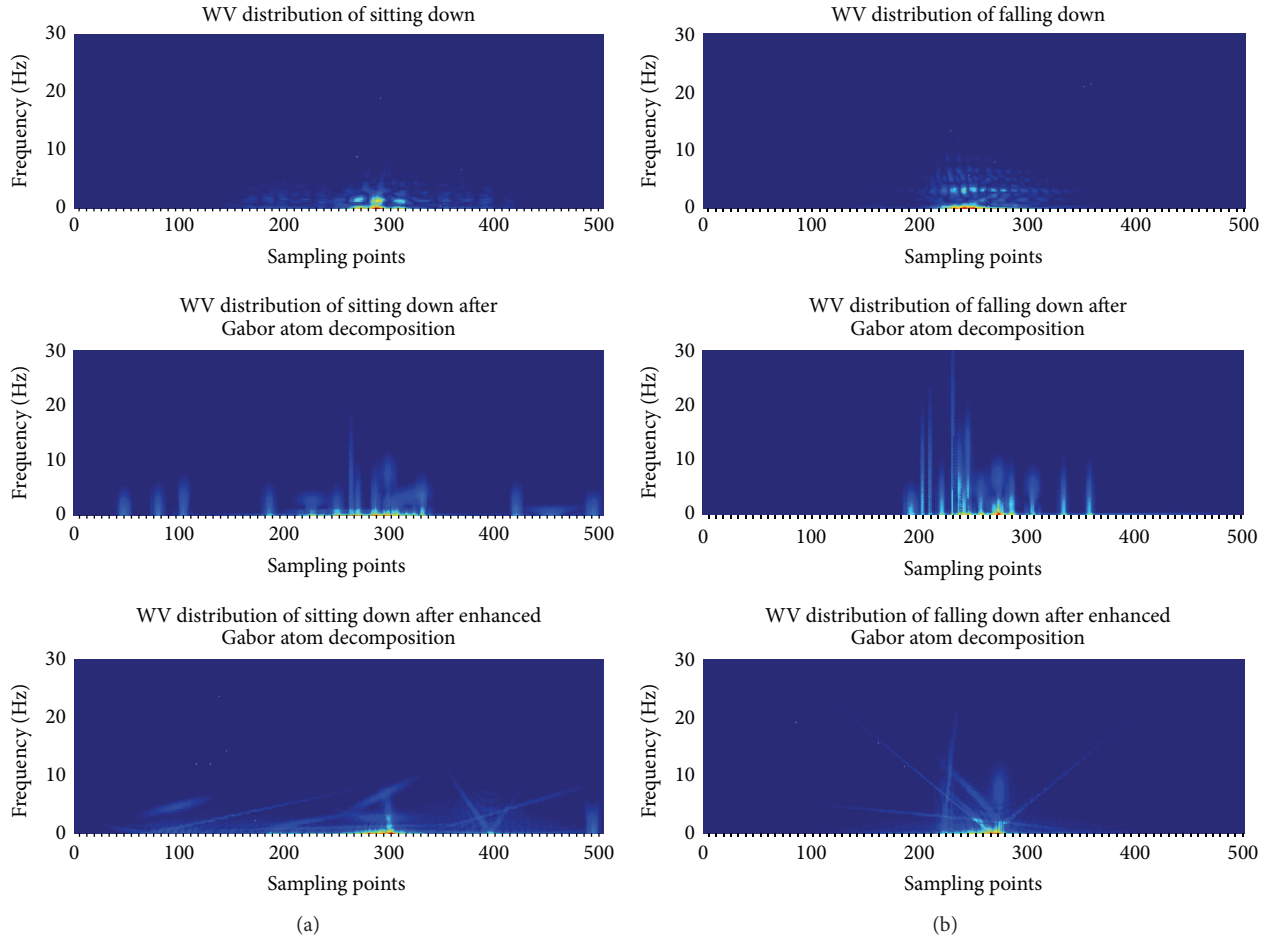 WV distribution of sitting down
30
20
10
0
Frequency (Hz)
0 100 200 300 400 500
Sampling points
WV distribution of sitting down after
Gabor atom decomposition
30
20
10
0
Frequency (Hz)
0 100 200 300 400 500
Sampling points
WV distribution of sitting down after enhanced
Gabor atom decomposition
30
20
10
0
Frequency (Hz)
0 100 200 300 400 500
Sampling points
(a)
WV distribution of falling down
30
20
10
0
Frequency (Hz)
0 100 200 300 400 500
Sampling points
WV distribution of falling down after
Gabor atom decomposition
30
20
10
0
Frequency (Hz)
0 100 200 300 400 500
Sampling points
WV distribution of falling down after enhanced
Gabor atom decomposition
30
20
10
0
Frequency (Hz)
0 100 200 300 400 500
Sampling points
(b)